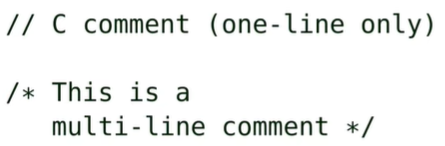 // C comment (one-line only)
/* This is a
multi-line comment */